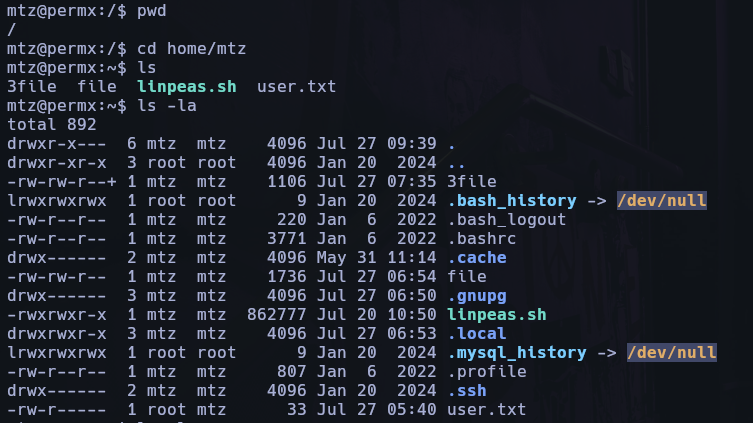 mtz@permx:/$ pwd
/
mtz@permx:/$ cd home/mtz
mtz@permx:~$ ls
3file  file  linpeas.sh  user.txt
mtz@permx:~$ ls -la
total 892
drwxr-x---  6 mtz  mtz    4096 Jul 27 09:39 .
drwxr-xr-x  3 root root   4096 Jan 20  2024 ..
-rw-rw-r--+ 1 mtz  mtz    1106 Jul 27 07:35 3file
lrwxrwxrwx  1 root root      9 Jan 20  2024 .bash_history -> /dev/null
-rw-r--r--  1 mtz  mtz     220 Jan  6  2022 .bash_logout
-rw-r--r--  1 mtz  mtz    3771 Jan  6  2022 .bashrc
drwx------  2 mtz  mtz    4096 May 31 11:14 .cache
-rw-rw-r--  1 mtz  mtz    1736 Jul 27 06:54 file
drwx------  3 mtz  mtz    4096 Jul 27 06:50 .gnupg
-rwxrwxr-x  1 mtz  mtz  862777 Jul 20 10:50 linpeas.sh
drwxrwxr-x  3 mtz  mtz    4096 Jul 27 06:53 .local
lrwxrwxrwx  1 root root      9 Jan 20  2024 .mysql_history -> /dev/null
-rw-r--r--  1 mtz  mtz     807 Jan  6  2022 .profile
drwx------  2 mtz  mtz    4096 Jan 20  2024 .ssh
-rw-r-----  1 root mtz      33 Jul 27 05:40 user.txt